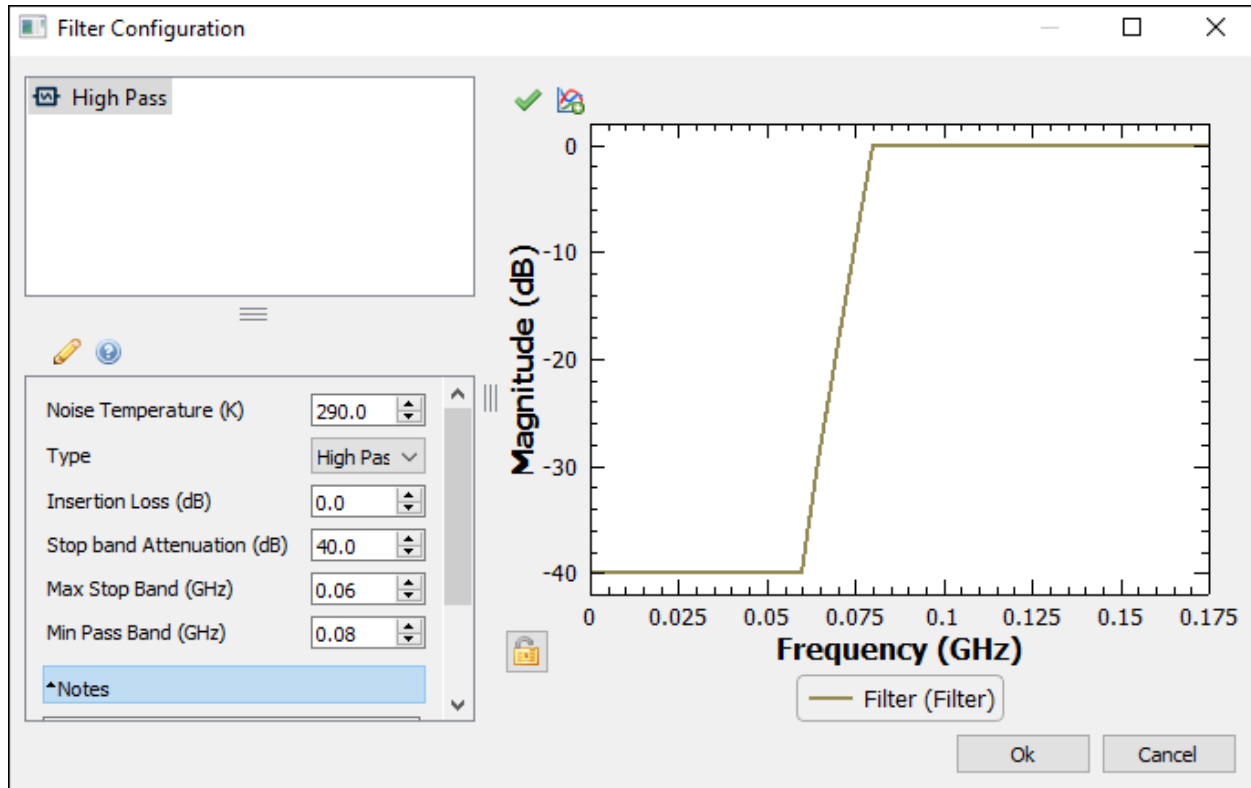 Filter Configuration
High Pass
Noise Temperature (K) 290.0
Type High Pas
Insertion Loss (dB) 0.0
Stop band Attenuation (dB) 40.0
Max Stop Band (GHz) 0.06
Min Pass Band (GHz) 0.08
Notes
Magnitude (dB)
0
-10
-20
-30
-40
0 0.025 0.05 0.075 0.1 0.125 0.15 0.175
Frequency (GHz)
Filter (Filter)
Ok Cancel